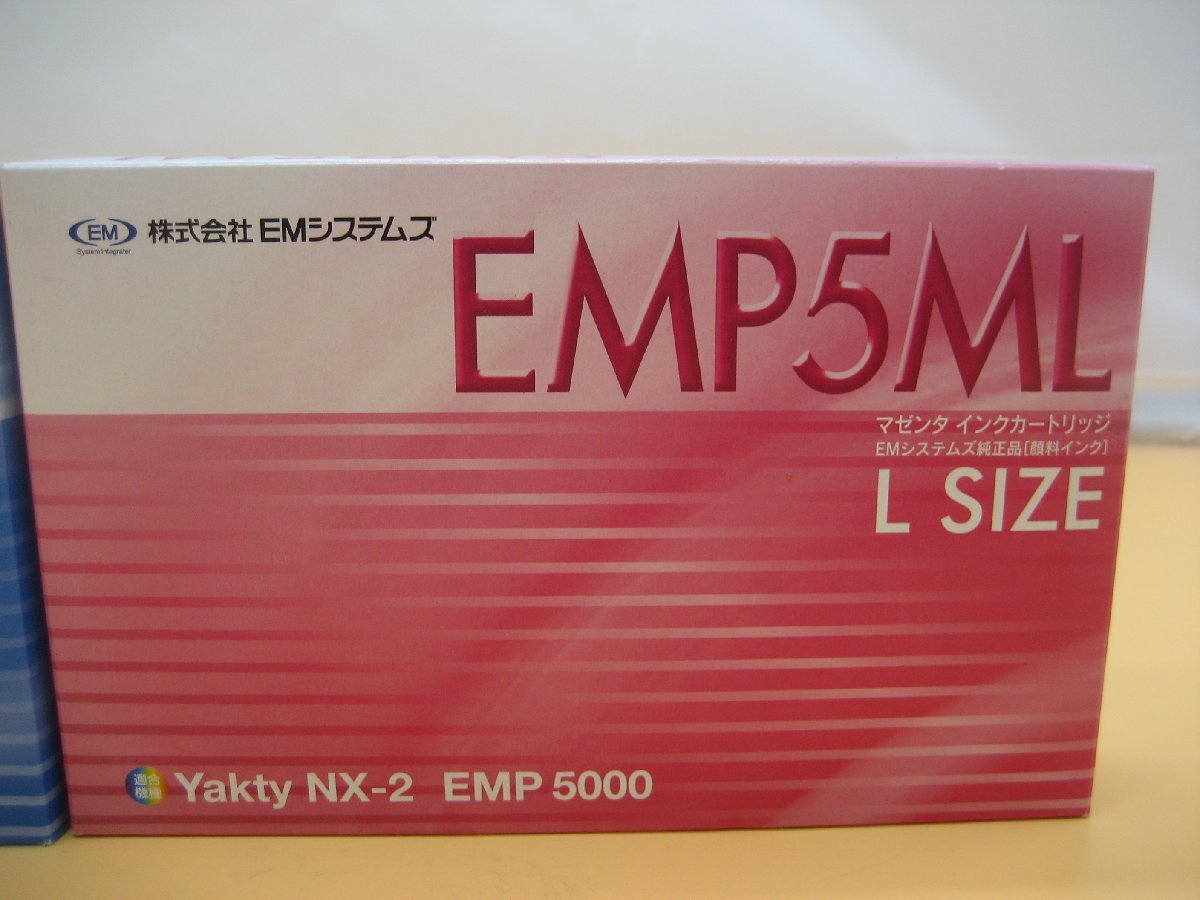 EM
System Integrater
株式会社 EMシステムズ
EMP5ML
マゼンタ インクカートリッジ
EMシステムズ純正品[顔料インク]
L SIZE
適合
機種
Yakty NX-2 EMP 5000